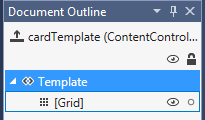 Document Outline
cardTemplate (ContentControl...
Template
[Grid]